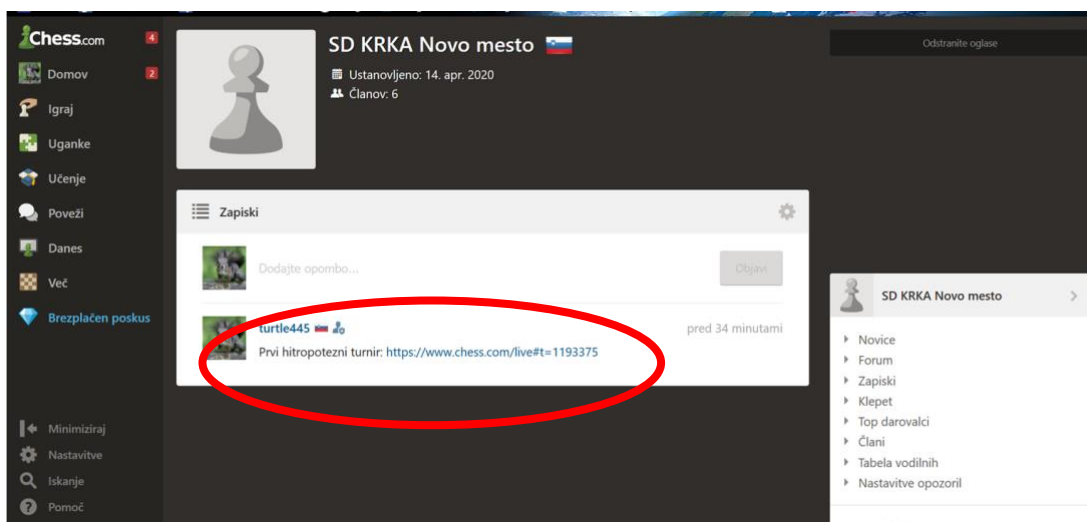 Chess.com 4
Domov 2
Igraj
Uganke
Učenje
Poveži
Danes
Več
Brezplačen poskus
Minimiziraj
Nastavitve
Iskanje
Pomoč
SD KRKA Novo mesto
Ustanovljeno: 14. apr. 2020
Članov: 6
Zapiski
Dodajte opombo...
Objavi
turtle445
pred 34 minutami
Prvi hitropotezni turnir: https://www.chess.com/live#t=1193375
Odstranite oglase
SD KRKA Novo mesto
Novice
Forum
Zapiski
Klepet
Top darovalci
Člani
Tabela vodilnih
Nastavitve opozoril